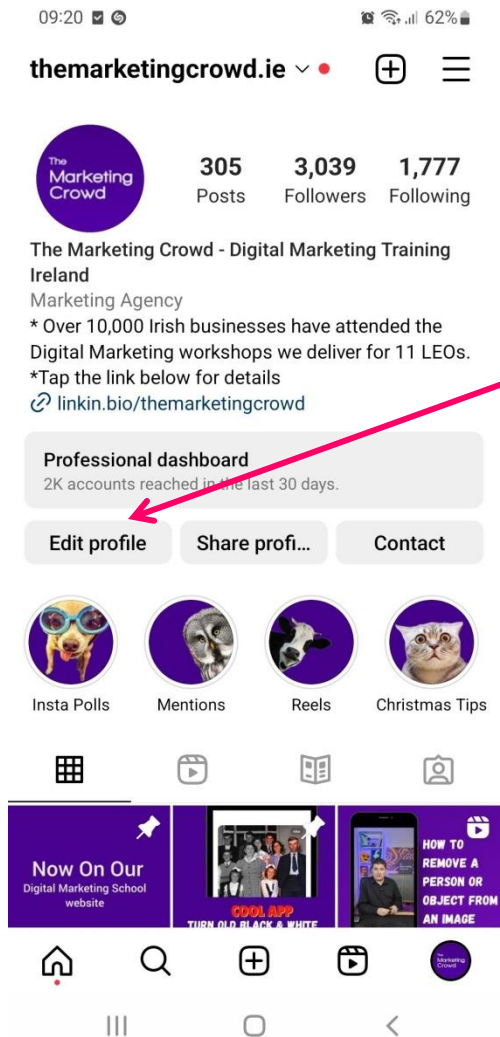 09:20
62%
themarketingcrowd.ie
The
Marketing
Crowd
305
3,039
1,777
Posts
Followers
Following
The Marketing Crowd - Digital Marketing Training
Ireland
Marketing Agency
* Over 10,000 Irish businesses have attended the
Digital Marketing workshops we deliver for 11 LEOs.
*Tap the link below for details
linkin.bio/themarketingcrowd
Professional dashboard
2K accounts reached in the last 30 days.
Edit profile
Share profi...
Contact
Insta Polls
Mentions
Reels
Christmas Tips
Now On Our
Digital Marketing School
website
COOL APP
TURN OLD BLACK & WHITE
HOW TO
REMOVE A
PERSON OR
OBJECT FROM
AN IMAGE
The
Marketing
Crowd